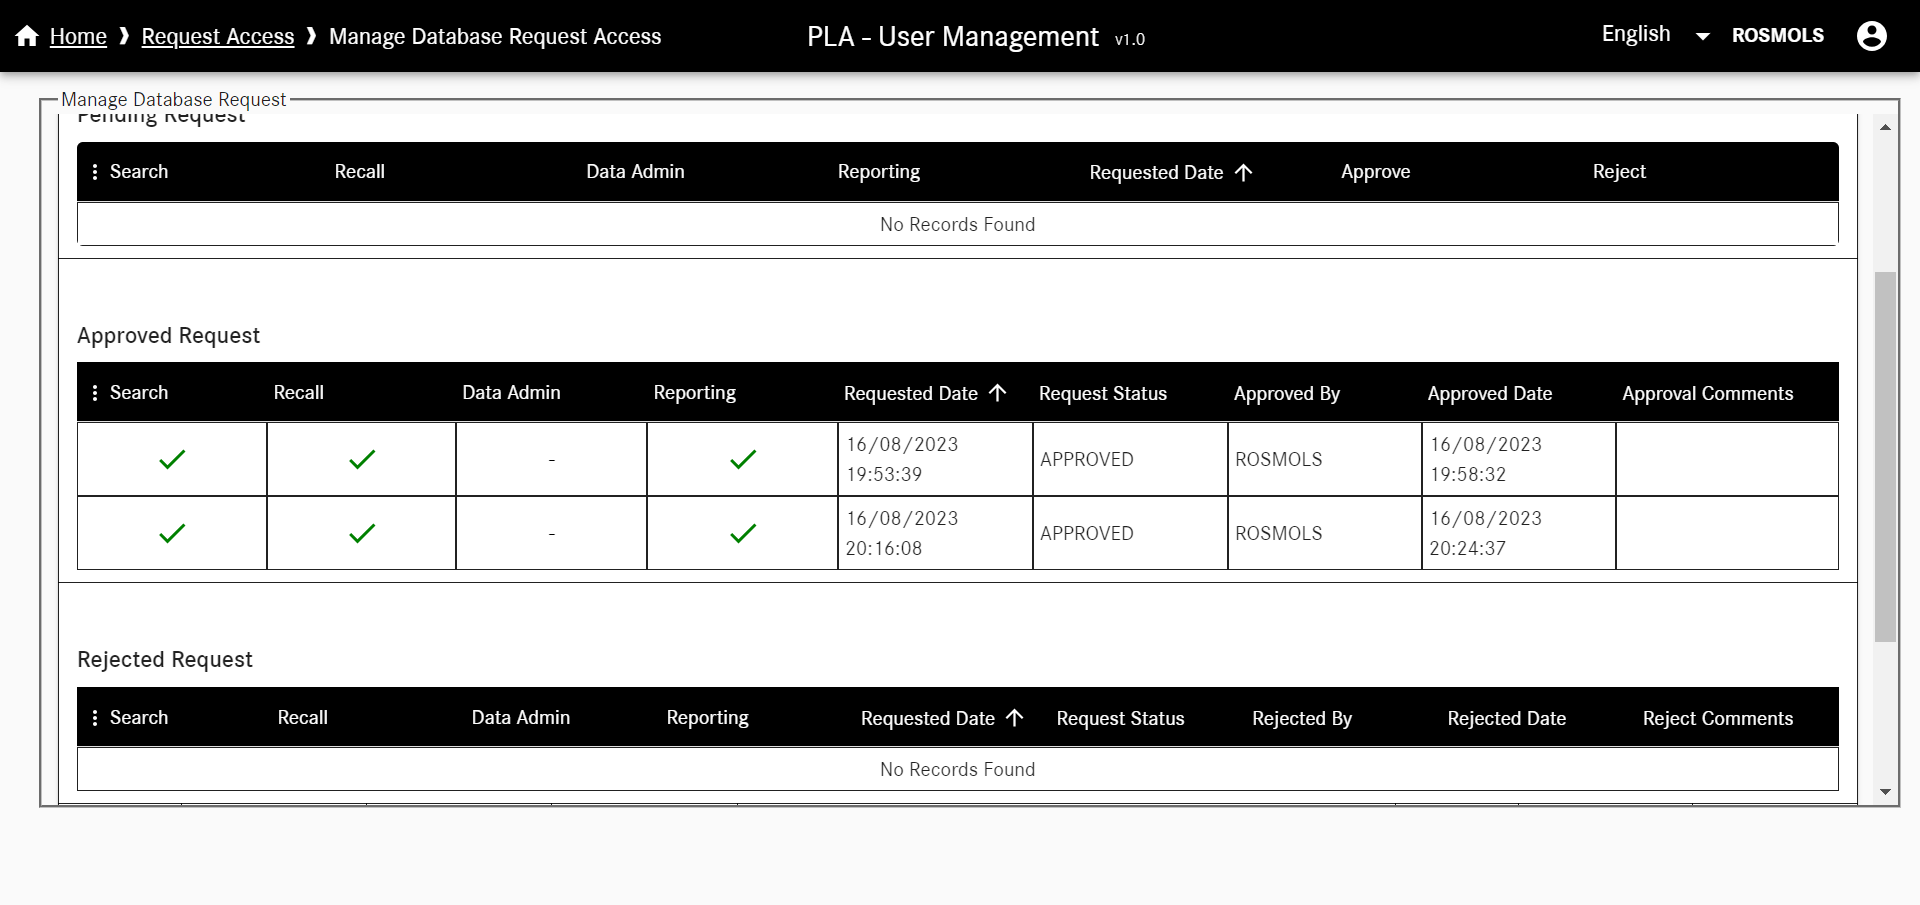 Home ❱ Request Access ❱ Manage Database Request Access
PLA - User Management v1.0
English
ROSMOLS
Manage Database Request
Pending Request
Search Recall Data Admin Reporting Requested Date ↑ Approve Reject
No Records Found
Approved Request
Search Recall Data Admin Reporting Requested Date ↑ Request Status Approved By Approved Date Approval Comments
✓ ✓ - ✓ 16/08/2023 19:53:39 APPROVED ROSMOLS 16/08/2023 19:58:32
✓ ✓ - ✓ 16/08/2023 20:16:08 APPROVED ROSMOLS 16/08/2023 20:24:37
Rejected Request
Search Recall Data Admin Reporting Requested Date ↑ Request Status Rejected By Rejected Date Reject Comments
No Records Found